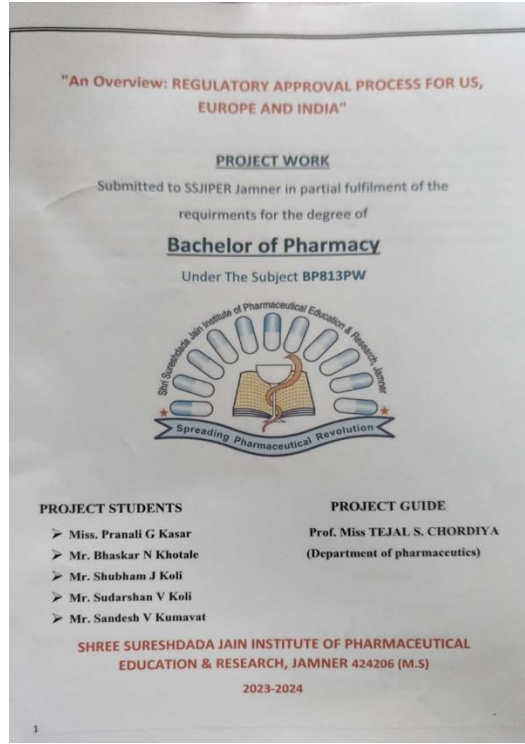 "An Overview: REGULATORY APPROVAL PROCESS FOR US,
EUROPE AND INDIA"
PROJECT WORK
Submitted to SSJIPER Jamner in partial fulfilment of the
requirments for the degree of
Bachelor of Pharmacy
Under The Subject BP813PW
Shri Sureshdada Jain Institute of Pharmaceutical Education & Research, Jamner
Spreading Pharmaceutical Revolution
PROJECT STUDENTS
➢ Miss. Pranali G Kasar
➢ Mr. Bhaskar N Khotale
➢ Mr. Shubham J Koli
➢ Mr. Sudarshan V Koli
➢ Mr. Sandesh V Kumavat
PROJECT GUIDE
Prof. Miss TEJAL S. CHORDIYA
(Department of pharmaceutics)
SHREE SURESHDADA JAIN INSTITUTE OF PHARMACEUTICAL
EDUCATION & RESEARCH, JAMNER 424206 (M.S)
2023-2024
1